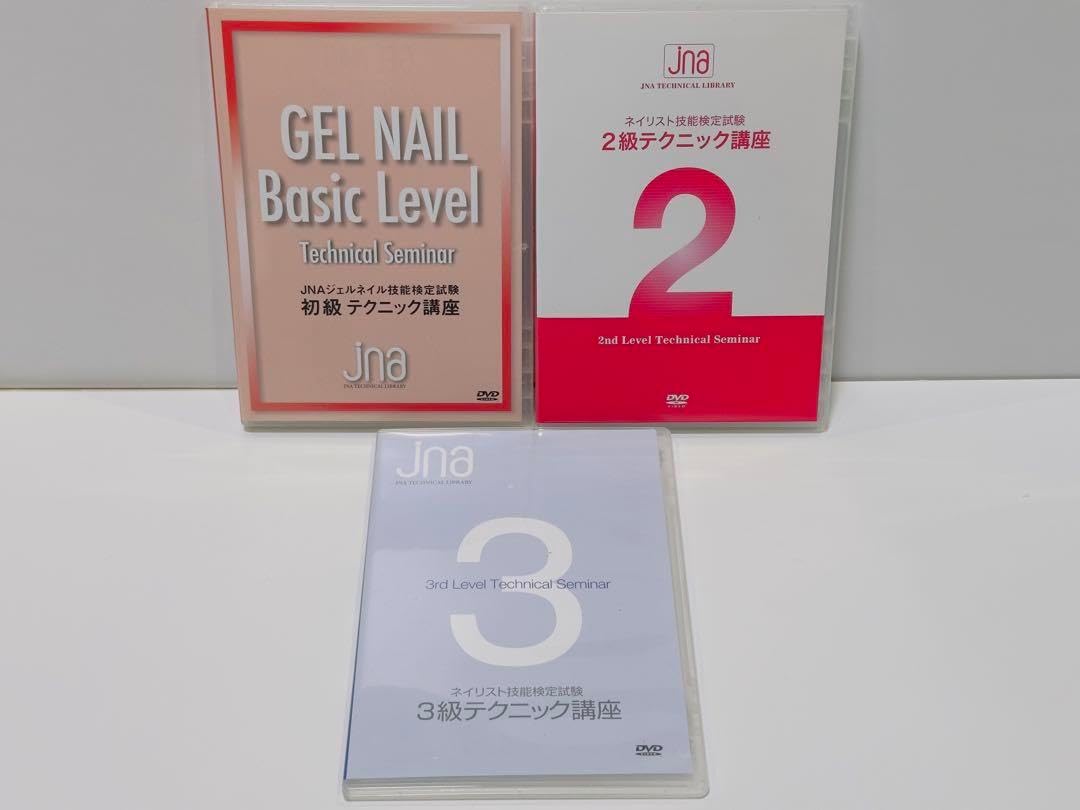 GEL NAIL
Basic Level
Technical Seminar
JNAジェルネイル技能検定試験
初級 テクニック講座
jna
JNA TECHNICAL LIBRARY
DVD
VIDEO
jna
JNA TECHNICAL LIBRARY
ネイリスト技能検定試験
2級テクニック講座
2
2nd Level Technical Seminar
DVD
VIDEO
jna
JNA TECHNICAL LIBRARY
3
3rd Level Technical Seminar
ネイリスト技能検定試験
3級テクニック講座
DVD
VIDEO